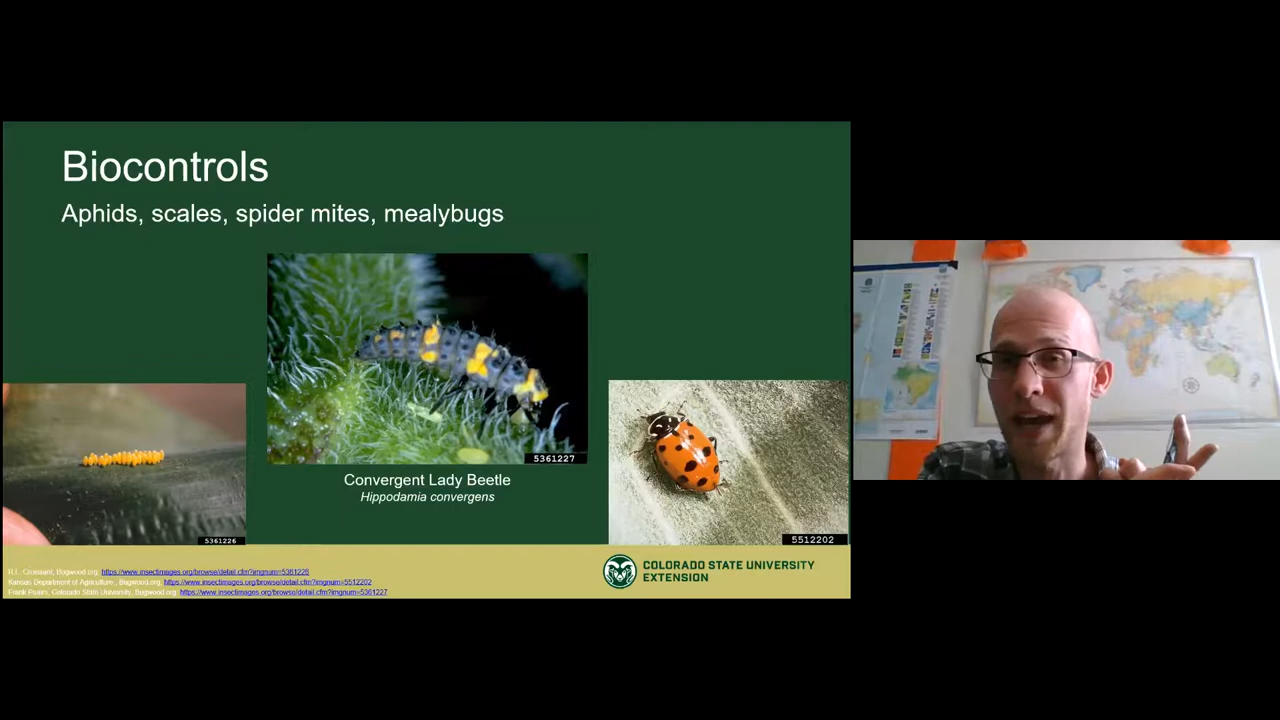 Biocontrols
Aphids, scales, spider mites, mealybugs
5361227
Convergent Lady Beetle
Hippodamia convergens
5361226
5512202
R.L. Croissant, Bugwood.org, https://www.insectimages.org/browse/detail.cfm?imgnum=5361226
Kansas Department of Agriculture, Bugwood.org, https://www.insectimages.org/browse/detail.cfm?imgnum=5512202
Frank Peairs, Colorado State University, Bugwood.org, https://www.insectimages.org/browse/detail.cfm?imgnum=5361227
COLORADO STATE UNIVERSITY
EXTENSION